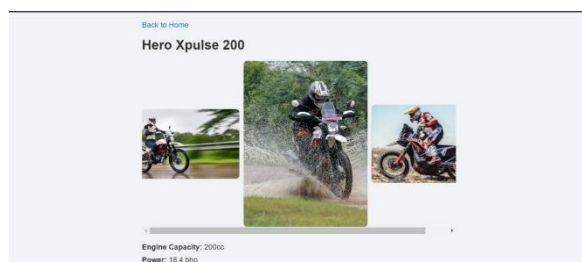 Back to Home
Hero Xpulse 200
Engine Capacity: 200cc
Power: 18.4 bhp